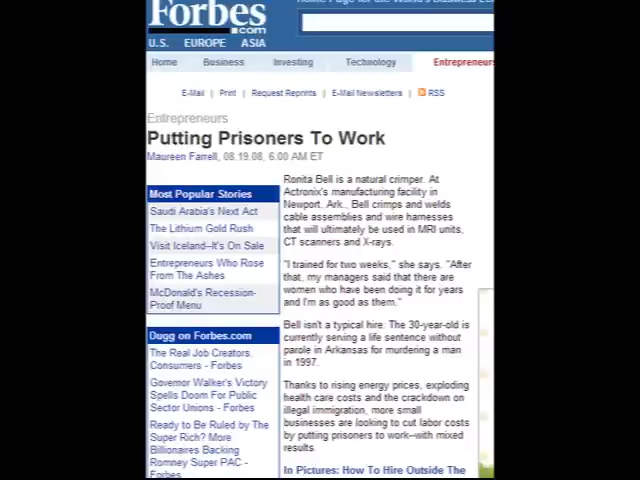 Forbes
.com
Home Page for the World's Business
U.S. EUROPE ASIA
Home Business Investing Technology Entrepreneurs
E-Mail | Print | Request Reprints | E-Mail Newsletters | RSS
Entrepreneurs
Putting Prisoners To Work
Maureen Farrell, 08.19.08, 6:00 AM ET
Most Popular Stories
Saudi Arabia's Next Act
The Lithium Gold Rush
Visit Iceland--It's On Sale
Entrepreneurs Who Rose
From The Ashes
McDonald's Recession-
Proof Menu
Dugg on Forbes.com
The Real Job Creators.
Consumers - Forbes
Governor Walker's Victory
Spells Doom For Public
Sector Unions - Forbes
Ready to Be Ruled by The
Super Rich? More
Billionaires Backing
Romney Super PAC -
Forbes
Ronita Bell is a natural crimper. At
Actronix's manufacturing facility in
Newport, Ark., Bell crimps and welds
cable assemblies and wire harnesses
that will ultimately be used in MRI units,
CT scanners and X-rays.
"I trained for two weeks," she says. "After
that, my managers said that there are
women who have been doing it for years
and I'm as good as them."
Bell isn't a typical hire. The 30-year-old is
currently serving a life sentence without
parole in Arkansas for murdering a man
in 1997.
Thanks to rising energy prices, exploding
health care costs and the crackdown on
illegal immigration, more small
businesses are looking to cut labor costs
by putting prisoners to work--with mixed
results.
In Pictures: How To Hire Outside The